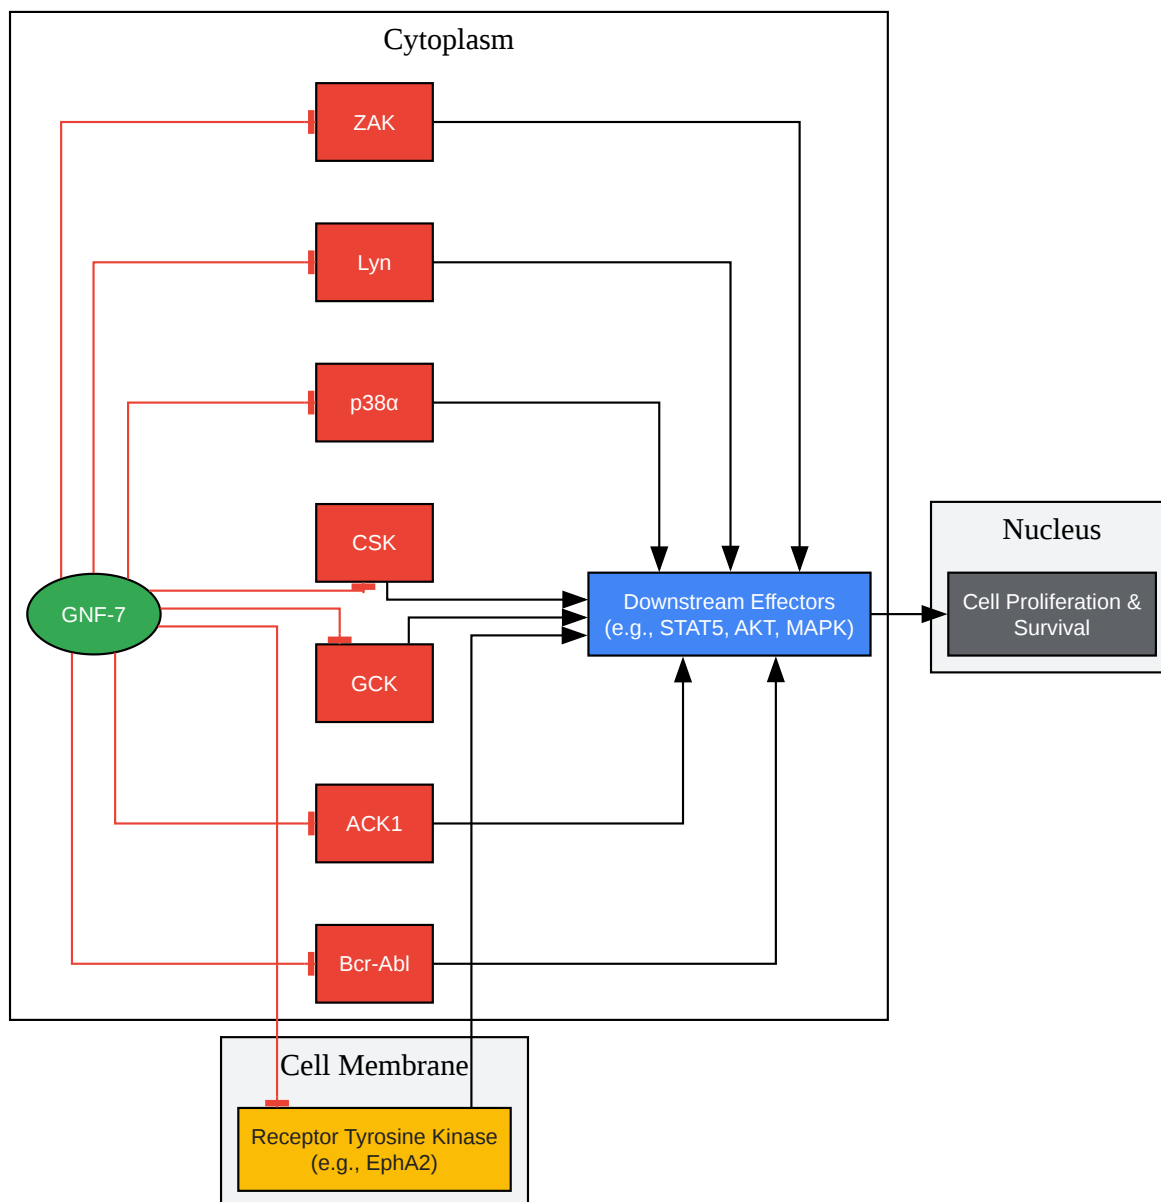 Cytoplasm
ZAK
Lyn
p38α
CSK
GNF-7
GCK
ACK1
Bcr-Abl
Downstream Effectors
(e.g., STAT5, AKT, MAPK)
Nucleus
Cell Proliferation &
Survival
Cell Membrane
Receptor Tyrosine Kinase
(e.g., EphA2)